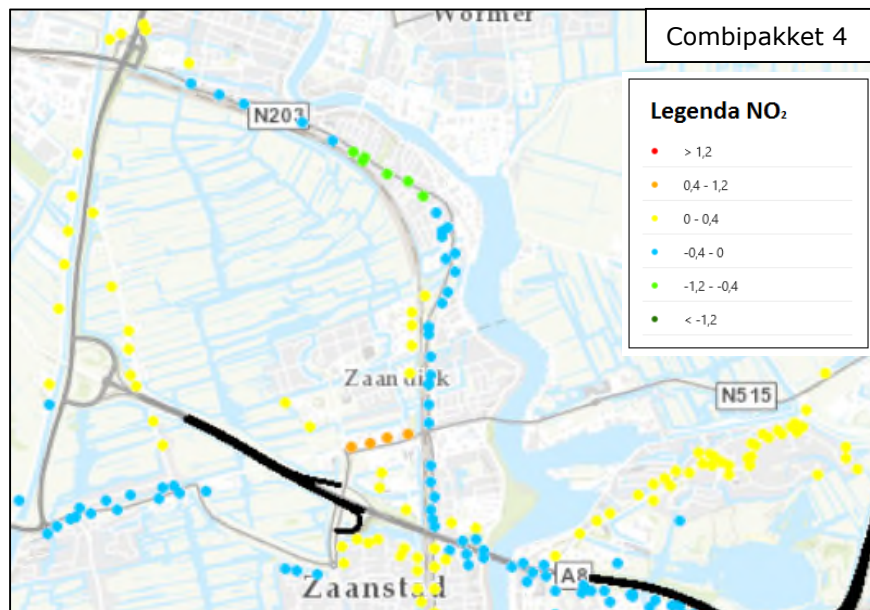 Wormer
Combipakket 4
Legenda NO₂
> 1,2
0,4 - 1,2
0 - 0,4
-0,4 - 0
-1,2 - -0,4
< -1,2
N203
Zaandijk
N515
A8
Zaanstad